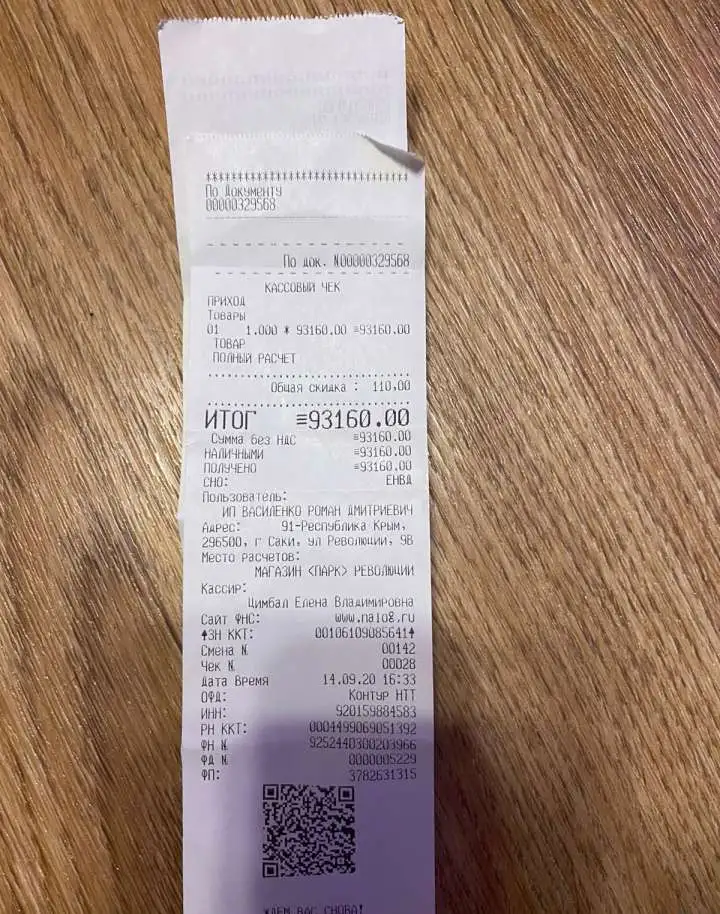 ********************************
По Документу
00000329568
По док. N00000329568
КАССОВЫЙ ЧЕК
ПРИХОД
Товары
01 1.000 * 93160.00 ≡93160.00
ТОВАР
ПОЛНЫЙ РАСЧЕТ
Общая скидка : 110,00
ИТОГ ≡93160.00
Сумма без НДС ≡93160.00
НАЛИЧНЫМИ ≡93160.00
ПОЛУЧЕНО ≡93160.00
СНО: ЕНВД
Пользователь:
ИП ВАСИЛЕНКО РОМАН ДМИТРИЕВИЧ
Адрес: 91-Республика Крым,
296500, г Саки, ул Революции, 9В
Место расчетов:
МАГАЗИН <ПАРК> РЕВОЛЮЦИИ
Кассир:
Цимбал Елена Владимировна
Сайт ФНС: www.nalog.ru
ЗН ККТ: 00106109085641
Смена N 00142
Чек N 00028
Дата Время 14.09.20 16:33
ОФД: Контур НТТ
ИНН: 920159884583
РН ККТ: 0004499069051392
ФН N 9252440300203966
ФД N 0000005229
ФП: 3782631315
ЖДЕМ ВАС СНОВА!